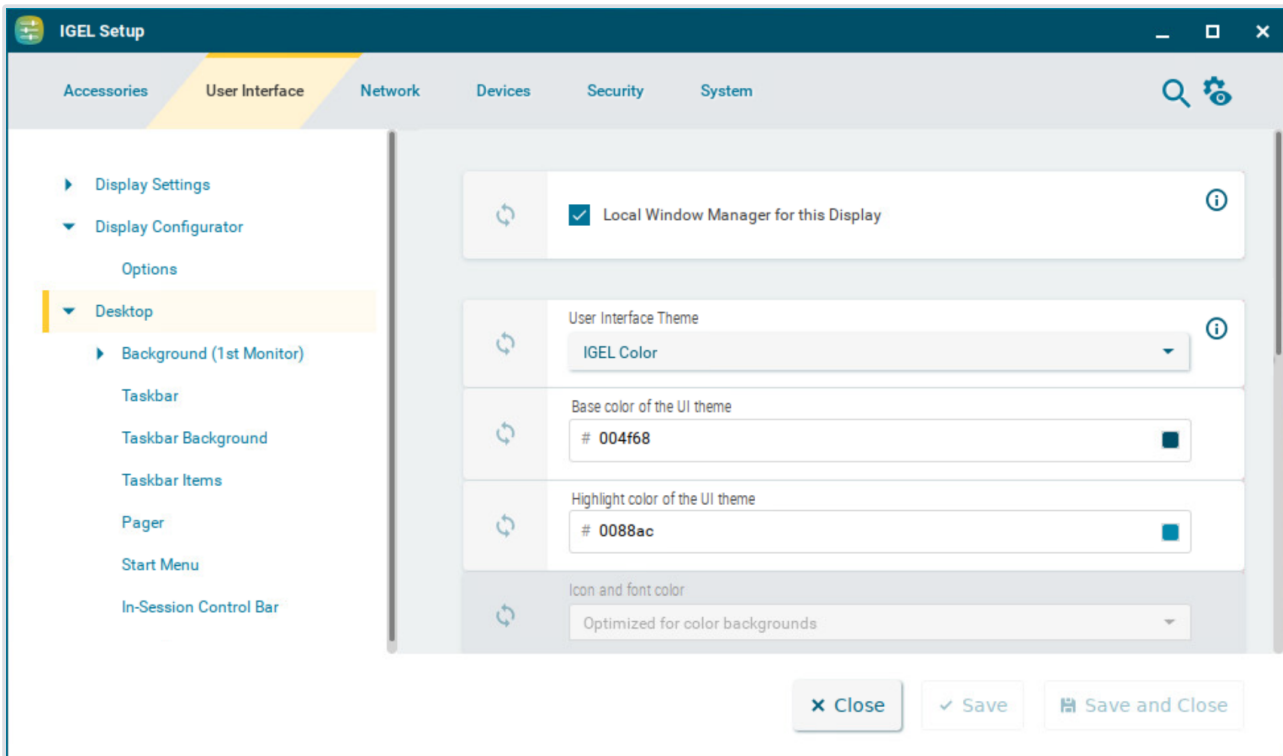 IGEL Setup
Accessories
User Interface
Network
Devices
Security
System
Display Settings
Display Configurator
Options
Desktop
Background (1st Monitor)
Taskbar
Taskbar Background
Taskbar Items
Pager
Start Menu
In-Session Control Bar
Local Window Manager for this Display
User Interface Theme
IGEL Color
Base color of the UI theme
# 004f68
Highlight color of the UI theme
# 0088ac
Icon and font color
Optimized for color backgrounds
Close
Save
Save and Close